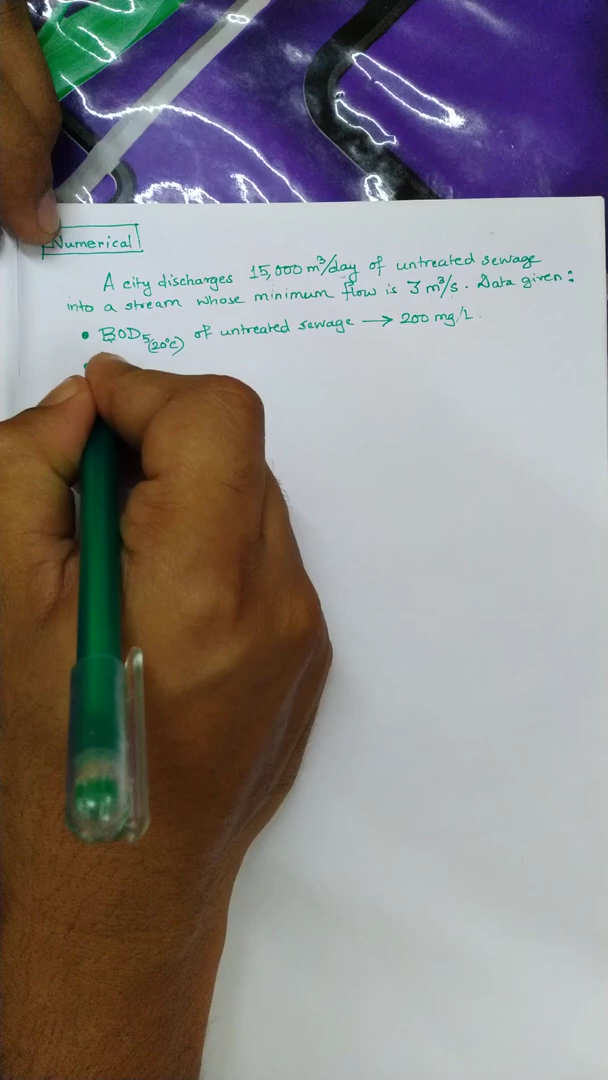 Numerical
A city discharges 15,000 m³/day of untreated sewage
into a stream whose minimum flow is 3 m³/s. Data given:
• BOD₅(20°C) of untreated sewage → 200 mg/L.